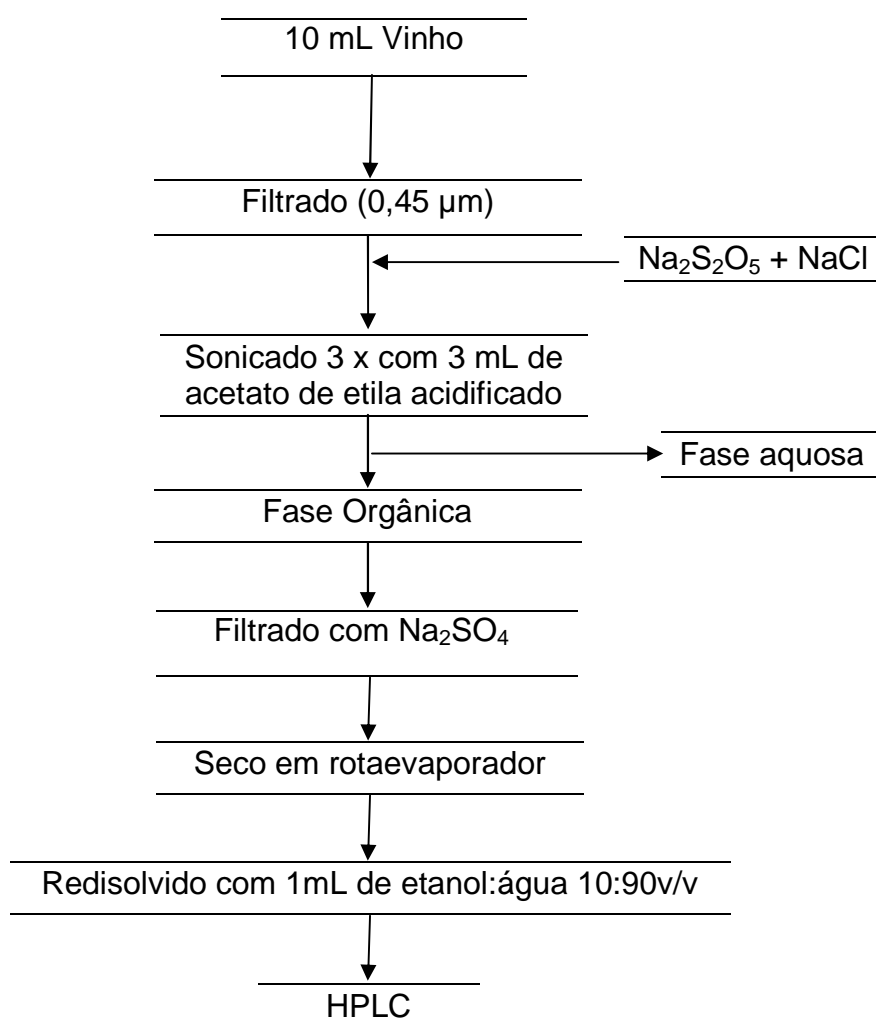 10 mL Vinho
Filtrado (0,45 µm)
Na₂S₂O₅ + NaCl
Sonicado 3 x com 3 mL de
acetato de etila acidificado
Fase aquosa
Fase Orgânica
Filtrado com Na₂SO₄
Seco em rotaevaporador
Redisolvido com 1mL de etanol:água 10:90v/v
HPLC